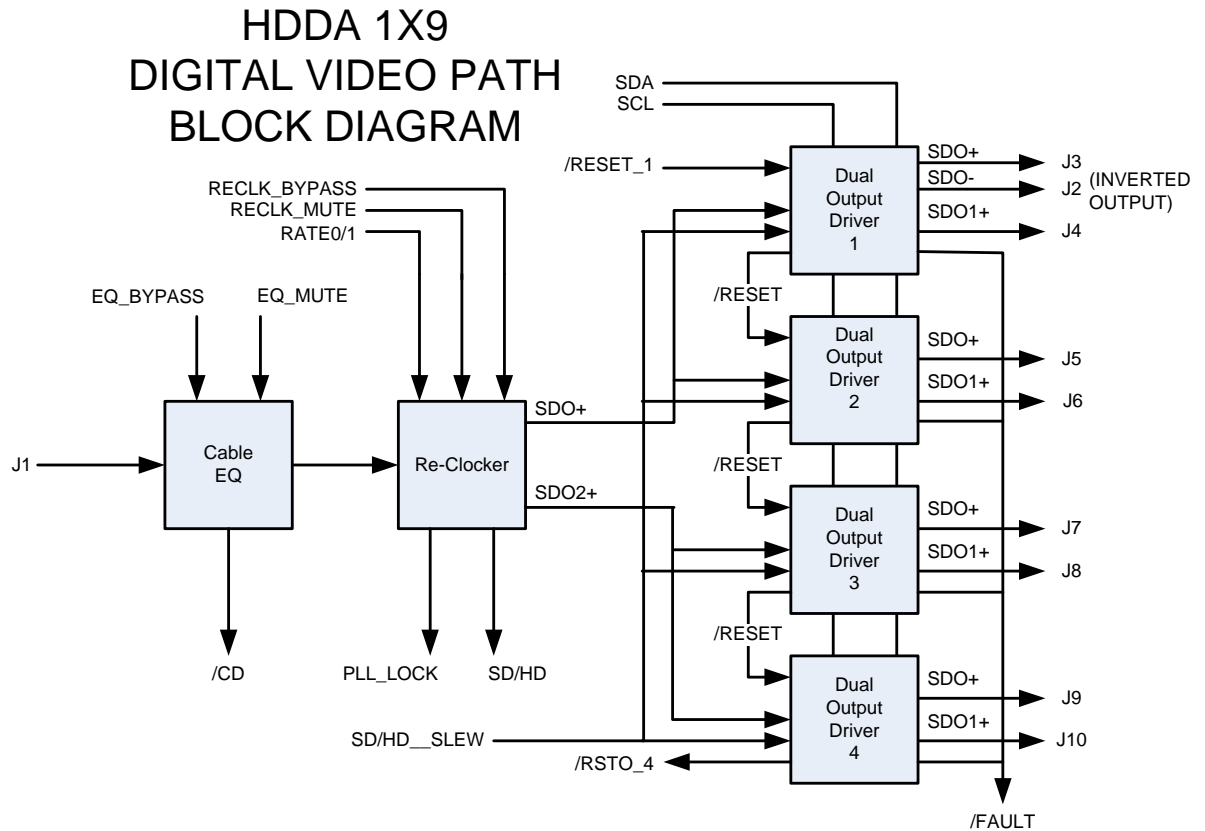 HDDA 1X9
DIGITAL VIDEO PATH
BLOCK DIAGRAM
SDA
SCL
/RESET_1
RECLK_BYPASS
RECLK_MUTE
RATE0/1
EQ_BYPASS
EQ_MUTE
J1
Cable
EQ
Re-Clocker
SDO+
SDO2+
/CD
PLL_LOCK
SD/HD
SD/HD__SLEW
/RSTO_4
Dual
Output
Driver
1
SDO+
J3
SDO-
J2
(INVERTED
OUTPUT)
SDO1+
J4
/RESET
Dual
Output
Driver
2
SDO+
J5
SDO1+
J6
/RESET
Dual
Output
Driver
3
SDO+
J7
SDO1+
J8
/RESET
Dual
Output
Driver
4
SDO+
J9
SDO1+
J10
/FAULT